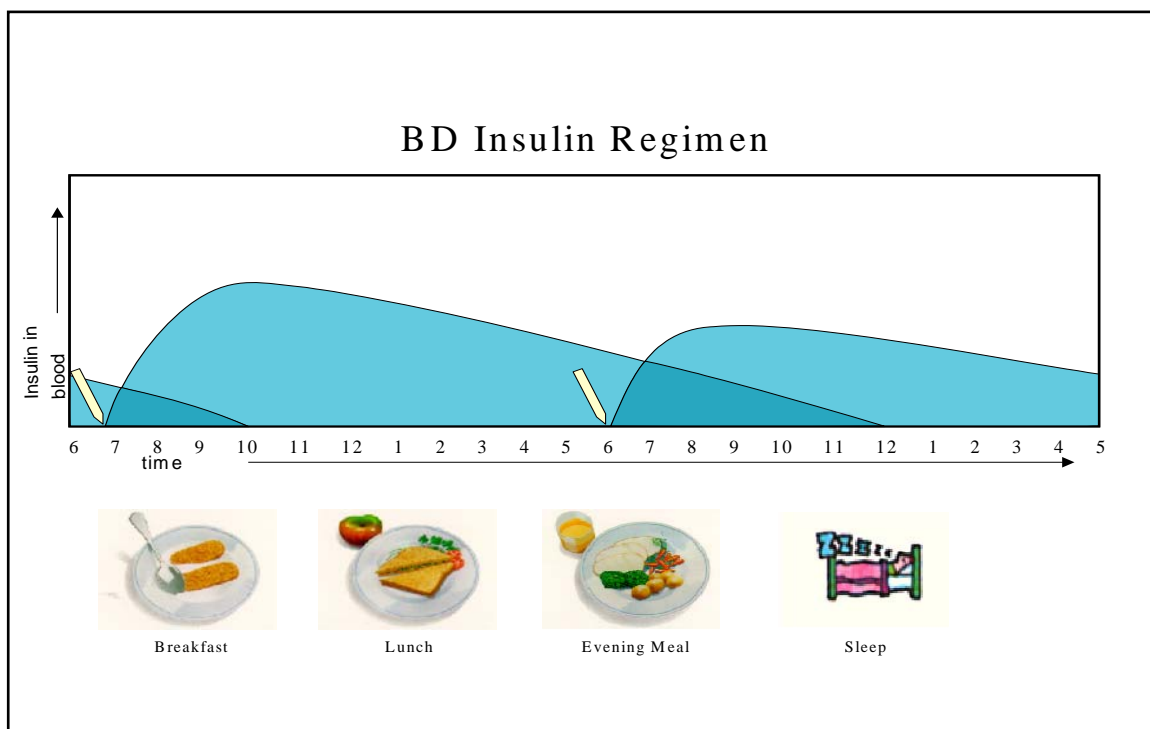 BD Insulin Regimen
Insulin in
blood
6 7 8 9 10 11 12 1 2 3 4 5 6 7 8 9 10 11 12 1 2 3 4 5
time
Breakfast Lunch Evening Meal Sleep
ZZZzz